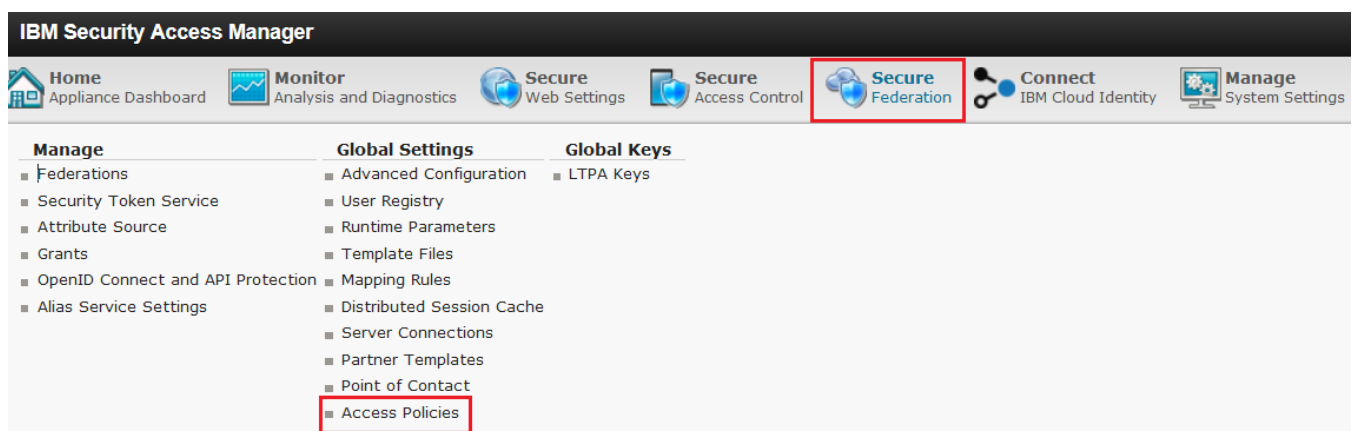 IBM Security Access Manager
Home
Appliance Dashboard
Monitor
Analysis and Diagnostics
Secure
Web Settings
Secure
Access Control
Secure
Federation
Connect
IBM Cloud Identity
Manage
System Settings
Manage
Federations
Security Token Service
Attribute Source
Grants
OpenID Connect and API Protection
Alias Service Settings
Global Settings
Advanced Configuration
User Registry
Runtime Parameters
Template Files
Mapping Rules
Distributed Session Cache
Server Connections
Partner Templates
Point of Contact
Access Policies
Global Keys
LTPA Keys